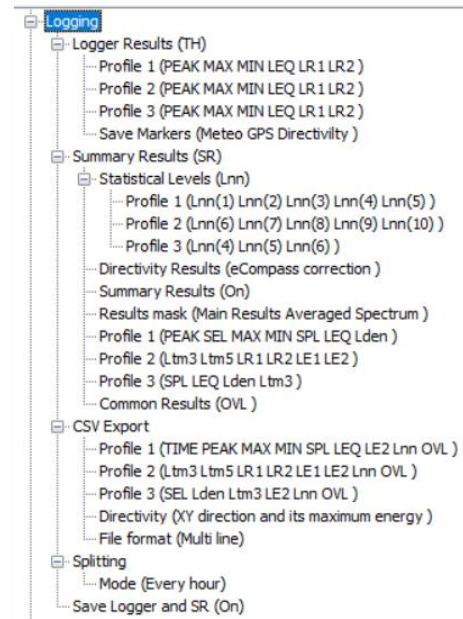 Logging
Logger Results (TH)
Profile 1 (PEAK MAX MIN LEQ LR1 LR2 )
Profile 2 (PEAK MAX MIN LEQ LR1 LR2 )
Profile 3 (PEAK MAX MIN LEQ LR1 LR2 )
Save Markers (Meteo GPS Directivilty )
Summary Results (SR)
Statistical Levels (Lnn)
Profile 1 (Lnn(1) Lnn(2) Lnn(3) Lnn(4) Lnn(5) )
Profile 2 (Lnn(6) Lnn(7) Lnn(8) Lnn(9) Lnn(10) )
Profile 3 (Lnn(4) Lnn(5) Lnn(6) )
Directivity Results (eCompass correction )
Summary Results (On)
Results mask (Main Results Averaged Spectrum )
Profile 1 (PEAK SEL MAX MIN SPL LEQ Lden )
Profile 2 (Ltm3 Ltm5 LR1 LR2 LE1 LE2 )
Profile 3 (SPL LEQ Lden Ltm3 )
Common Results (OVL )
CSV Export
Profile 1 (TIME PEAK MAX MIN SPL LEQ LE2 Lnn OVL )
Profile 2 (Ltm3 Ltm5 LR1 LR2 LE1 LE2 Lnn OVL )
Profile 3 (SEL Lden Ltm3 LE2 Lnn OVL )
Directivity (XY direction and its maximum energy )
File format (Multi line)
Splitting
Mode (Every hour)
Save Logger and SR (On)